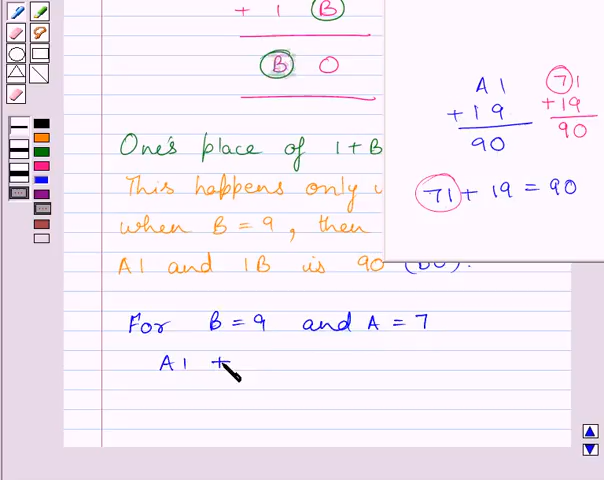 + 1 B
B 0
One's place of 1 + B
This happens only
when B = 9, then
A1 and 1B is 90 (B0).
For B = 9 and A = 7
A1 +
A1
+ 19
90
71
+ 19
90
71 + 19 = 90